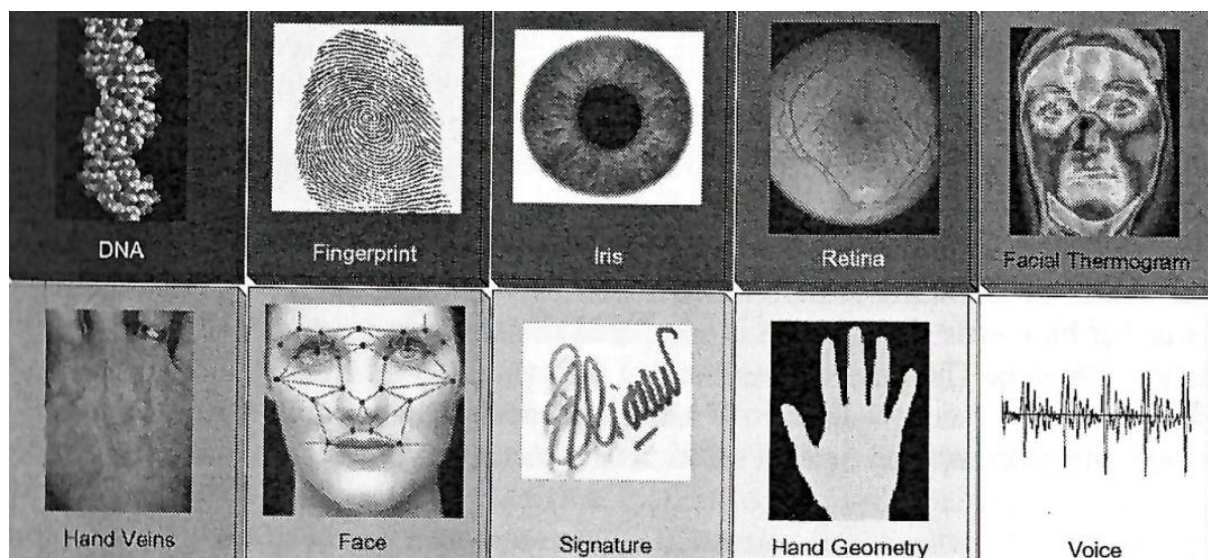 DNA
Fingerprint
Iris
Retina
Facial Thermogram
Hand Veins
Face
Signature
Hand Geometry
Voice